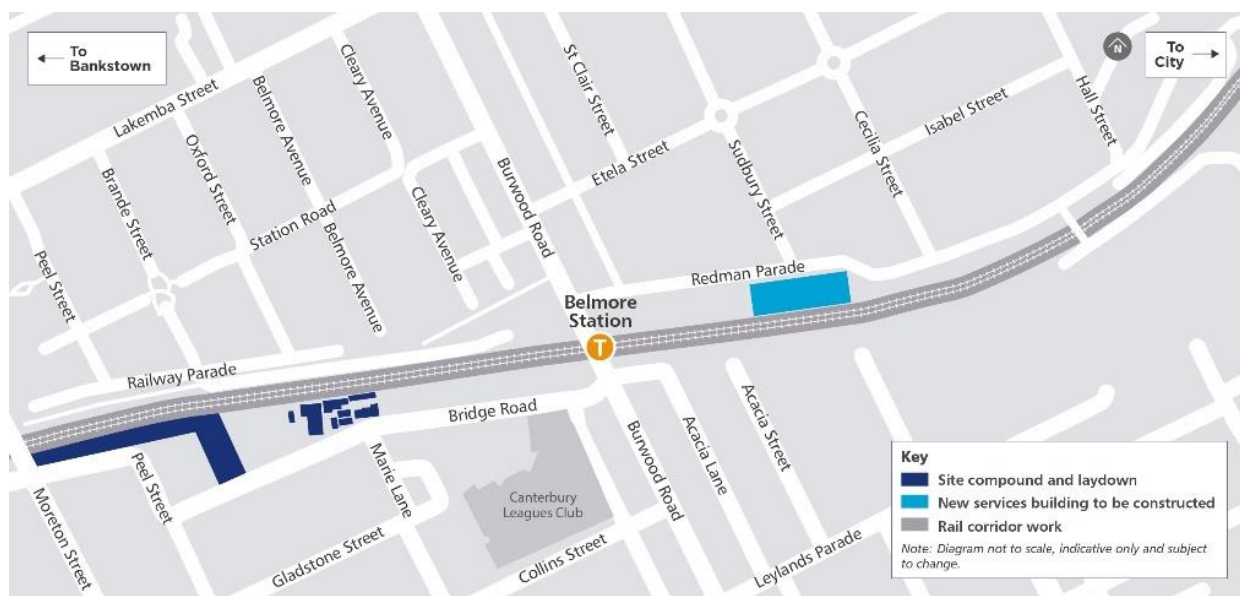 To
Bankstown
N
To
City
Lakemba Street
Cleary Avenue
St Clair Street
Hall Street
Belmore Avenue
Oxford Street
Brande Street
Isabel Street
Cecilia Street
Sudbury Street
Etela Street
Burwood Road
Cleary Avenue
Station Road
Belmore Avenue
Peel Street
Redman Parade
Belmore
Station
T
Railway Parade
Bridge Road
Acacia Street
Acacia Lane
Burwood Road
Marie Lane
Peel Street
Moreton Street
Canterbury
Leagues Club
Gladstone Street
Collins Street
Leylands Parade
Key
Site compound and laydown
New services building to be constructed
Rail corridor work
Note: Diagram not to scale, indicative only and subject
to change.